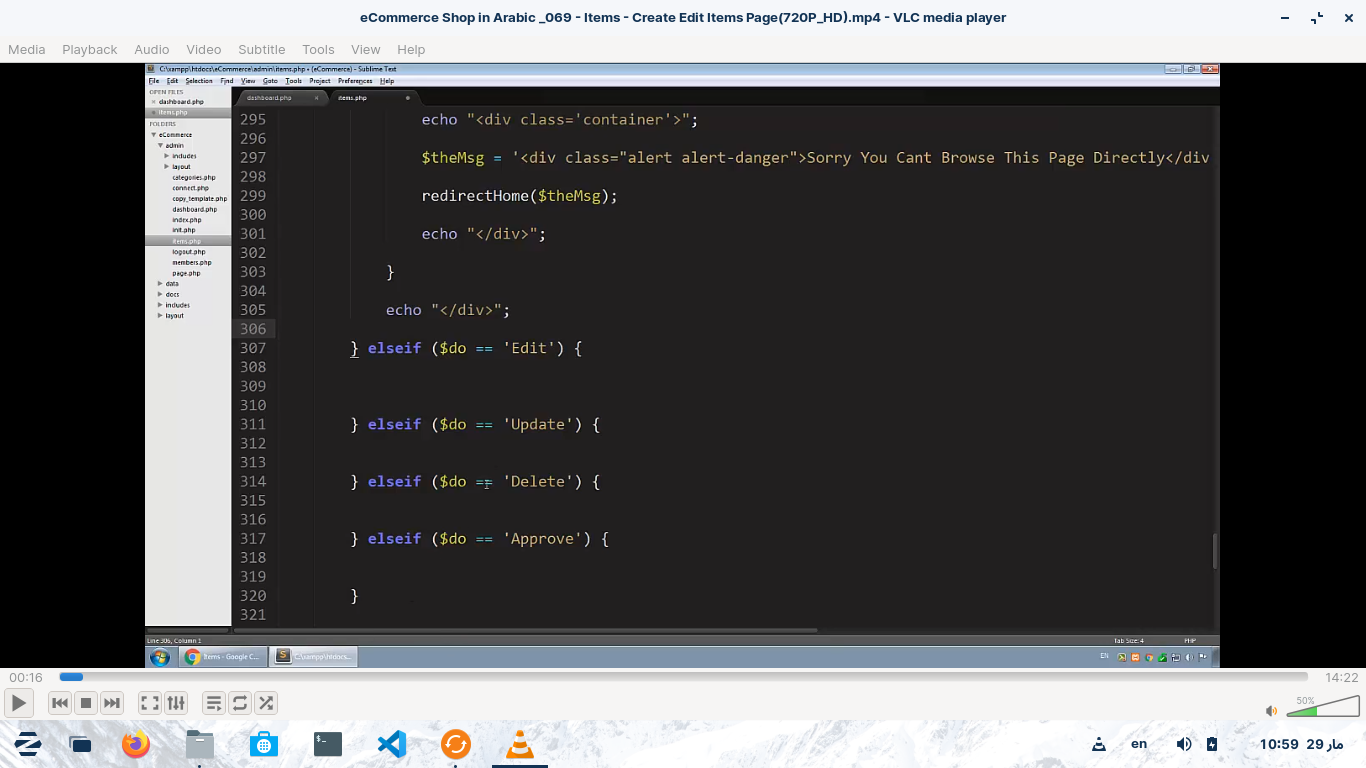 eCommerce Shop in Arabic _069 - Items - Create Edit Items Page(720P_HD).mp4 - VLC media player
Media Playback Audio Video Subtitle Tools View Help
C:\xampp\htdocs\eCommerce\admin\items.php • (eCommerce) - Sublime Text
File Edit Selection Find View Goto Tools Project Preferences Help
OPEN FILES
dashboard.php
items.php
FOLDERS
eCommerce
admin
includes
layout
categories.php
connect.php
copy_template.php
dashboard.php
index.php
init.php
items.php
logout.php
members.php
page.php
data
docs
includes
layout
dashboard.php items.php
295 echo "<div class='container'>";
296
297 $theMsg = '<div class="alert alert-danger">Sorry You Cant Browse This Page Directly</div
298
299 redirectHome($theMsg);
300
301 echo "</div>";
302
303 }
304
305 echo "</div>";
306
307 } elseif ($do == 'Edit') {
308
309
310
311 } elseif ($do == 'Update') {
312
313
314 } elseif ($do == 'Delete') {
315
316
317 } elseif ($do == 'Approve') {
318
319
320 }
321
Line 306, Column 1 Tab Size: 4 PHP
Items - Google C... C:\xampp\htdocs... EN
00:16 14:22
50%
en 10:59 29 مار